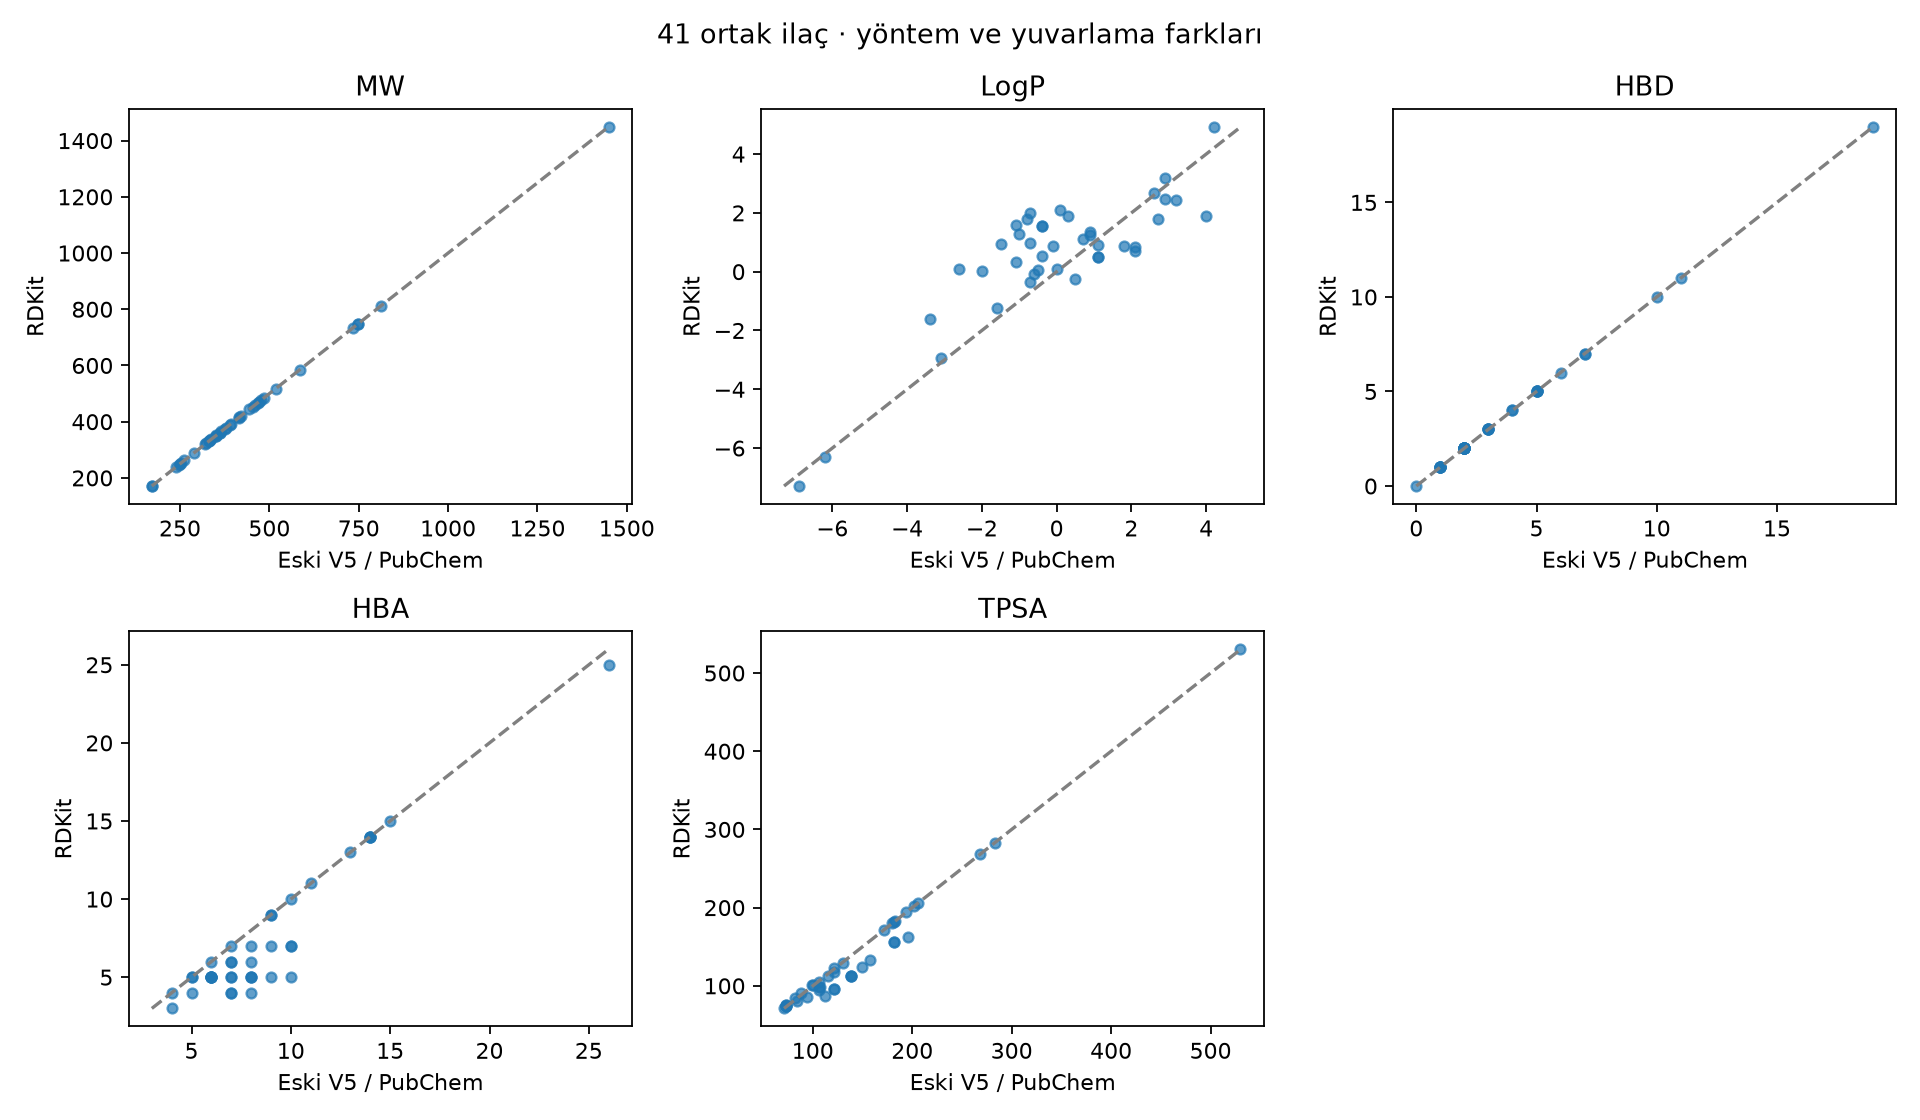 41 ortak ilaç · yöntem ve yuvarlama farkları
MW
RDKit
1400
1200
1000
800
600
400
200
250 500 750 1000 1250 1500
Eski V5 / PubChem
LogP
RDKit
4
2
0
−2
−4
−6
−6 −4 −2 0 2 4
Eski V5 / PubChem
HBD
RDKit
15
10
5
0
0 5 10 15
Eski V5 / PubChem
HBA
RDKit
25
20
15
10
5
5 10 15 20 25
Eski V5 / PubChem
TPSA
RDKit
500
400
300
200
100
100 200 300 400 500
Eski V5 / PubChem